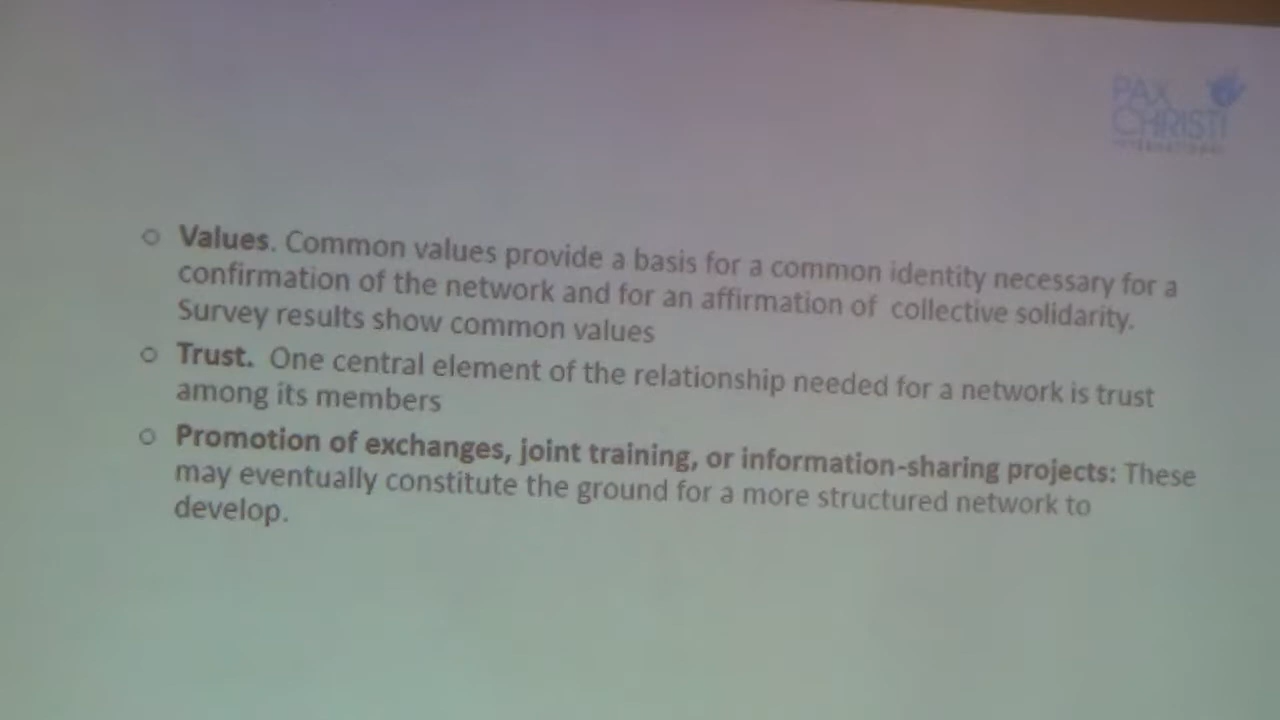 PAX
CHRISTI
INTERNATIONAL
○ Values. Common values provide a basis for a common identity necessary for a
confirmation of the network and for an affirmation of collective solidarity.
Survey results show common values
○ Trust. One central element of the relationship needed for a network is trust
among its members
○ Promotion of exchanges, joint training, or information-sharing projects: These
may eventually constitute the ground for a more structured network to
develop.